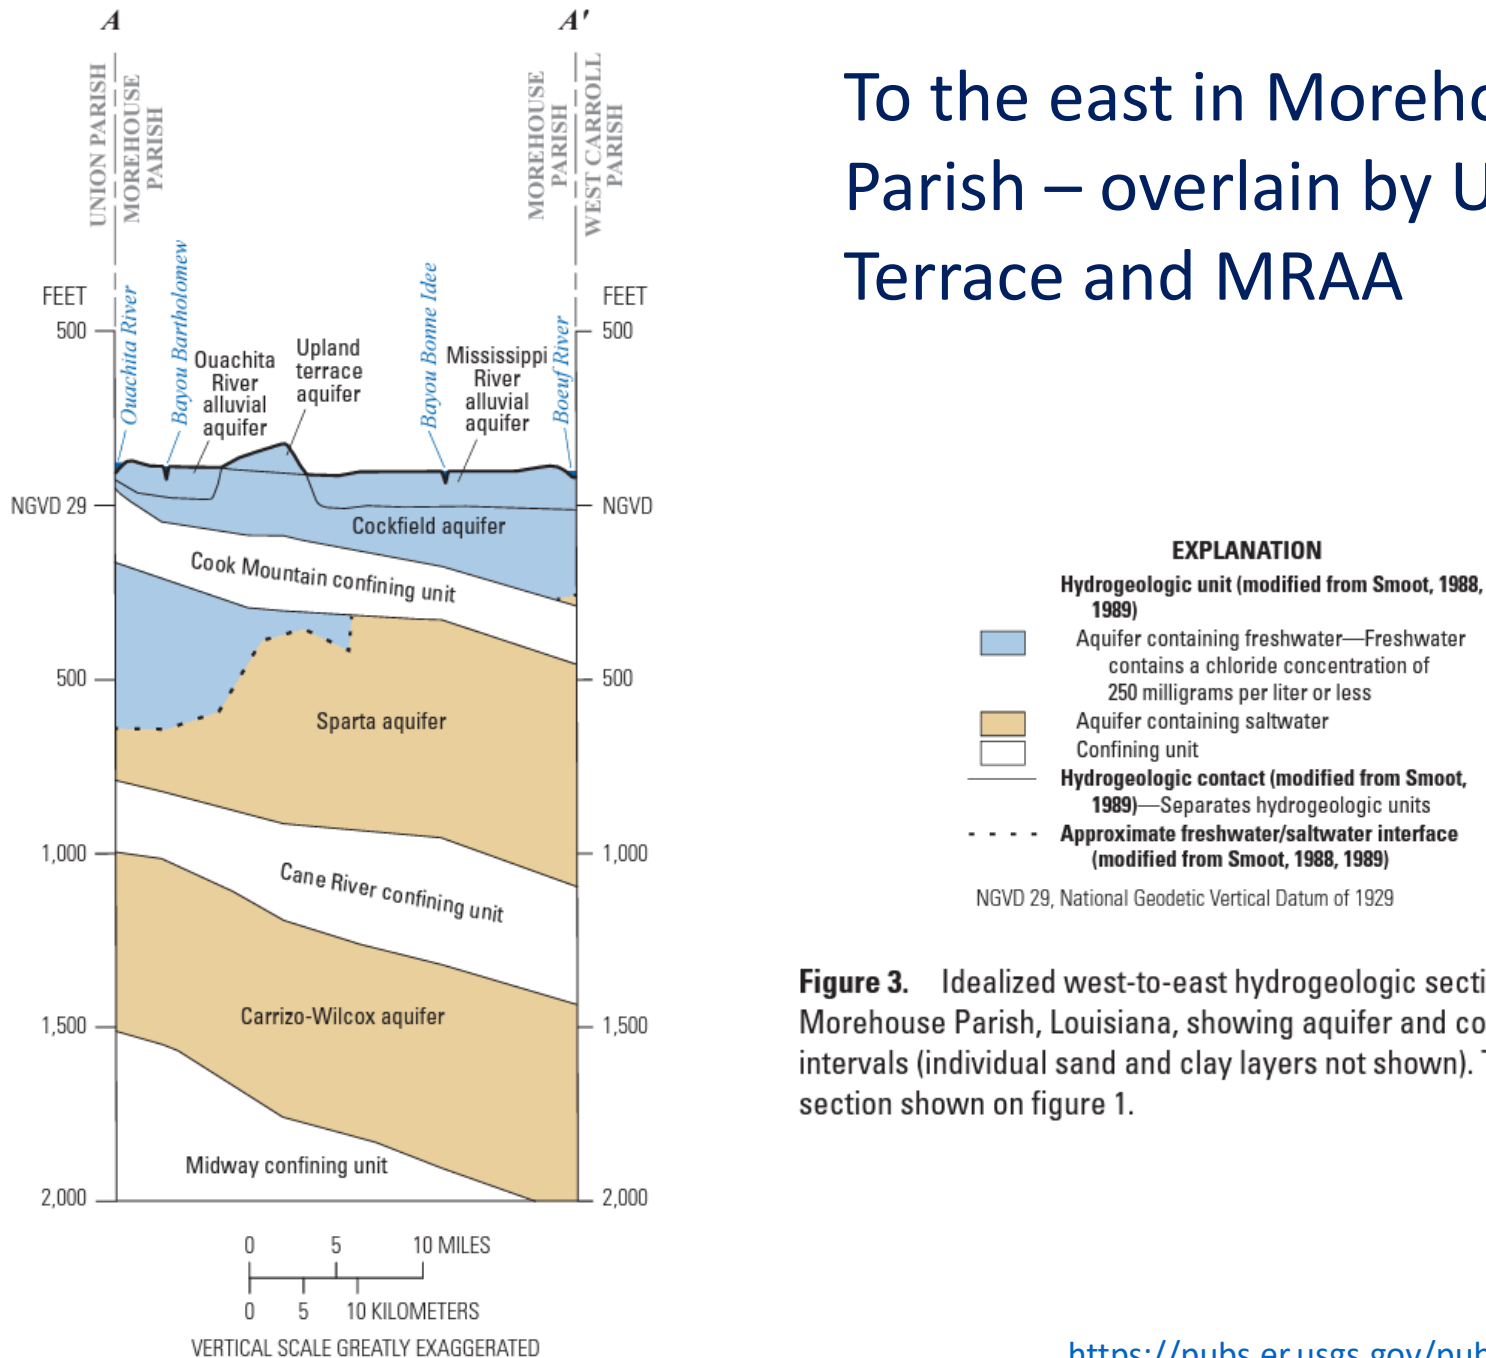 A
A'
UNION PARISH
MOREHOUSE
PARISH
MOREHOUSE
PARISH
WEST CARROLL
PARISH
To the east in Moreho
Parish – overlain by U
Terrace and MRAA
FEET
FEET
500
500
Ouachita River
Bayou Bartholomew
Ouachita
River
alluvial
aquifer
Upland
terrace
aquifer
Bayou Bonne Idee
Mississippi
River
alluvial
aquifer
Boeuf River
NGVD 29
NGVD
Cockfield aquifer
Cook Mountain confining unit
500
500
Sparta aquifer
1,000
1,000
Cane River confining unit
Carrizo-Wilcox aquifer
1,500
1,500
Midway confining unit
2,000
2,000
0 5 10 MILES
0 5 10 KILOMETERS
VERTICAL SCALE GREATLY EXAGGERATED
EXPLANATION
Hydrogeologic unit (modified from Smoot, 1988,
1989)
Aquifer containing freshwater—Freshwater
contains a chloride concentration of
250 milligrams per liter or less
Aquifer containing saltwater
Confining unit
Hydrogeologic contact (modified from Smoot,
1989)—Separates hydrogeologic units
Approximate freshwater/saltwater interface
(modified from Smoot, 1988, 1989)
NGVD 29, National Geodetic Vertical Datum of 1929
Figure 3. Idealized west-to-east hydrogeologic secti
Morehouse Parish, Louisiana, showing aquifer and co
intervals (individual sand and clay layers not shown). T
section shown on figure 1.
https://pubs.er.usgs.gov/pub